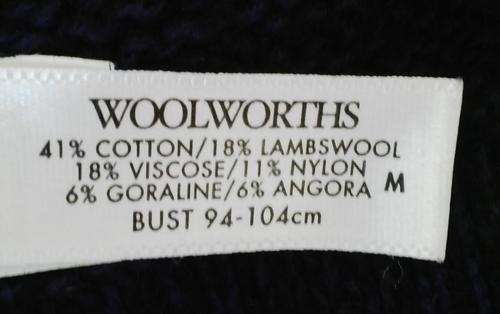 WOOLWORTHS
41% COTTON/18% LAMBSWOOL
18% VISCOSE/11% NYLON
6% GORALINE/6% ANGORA M
BUST 94-104cm